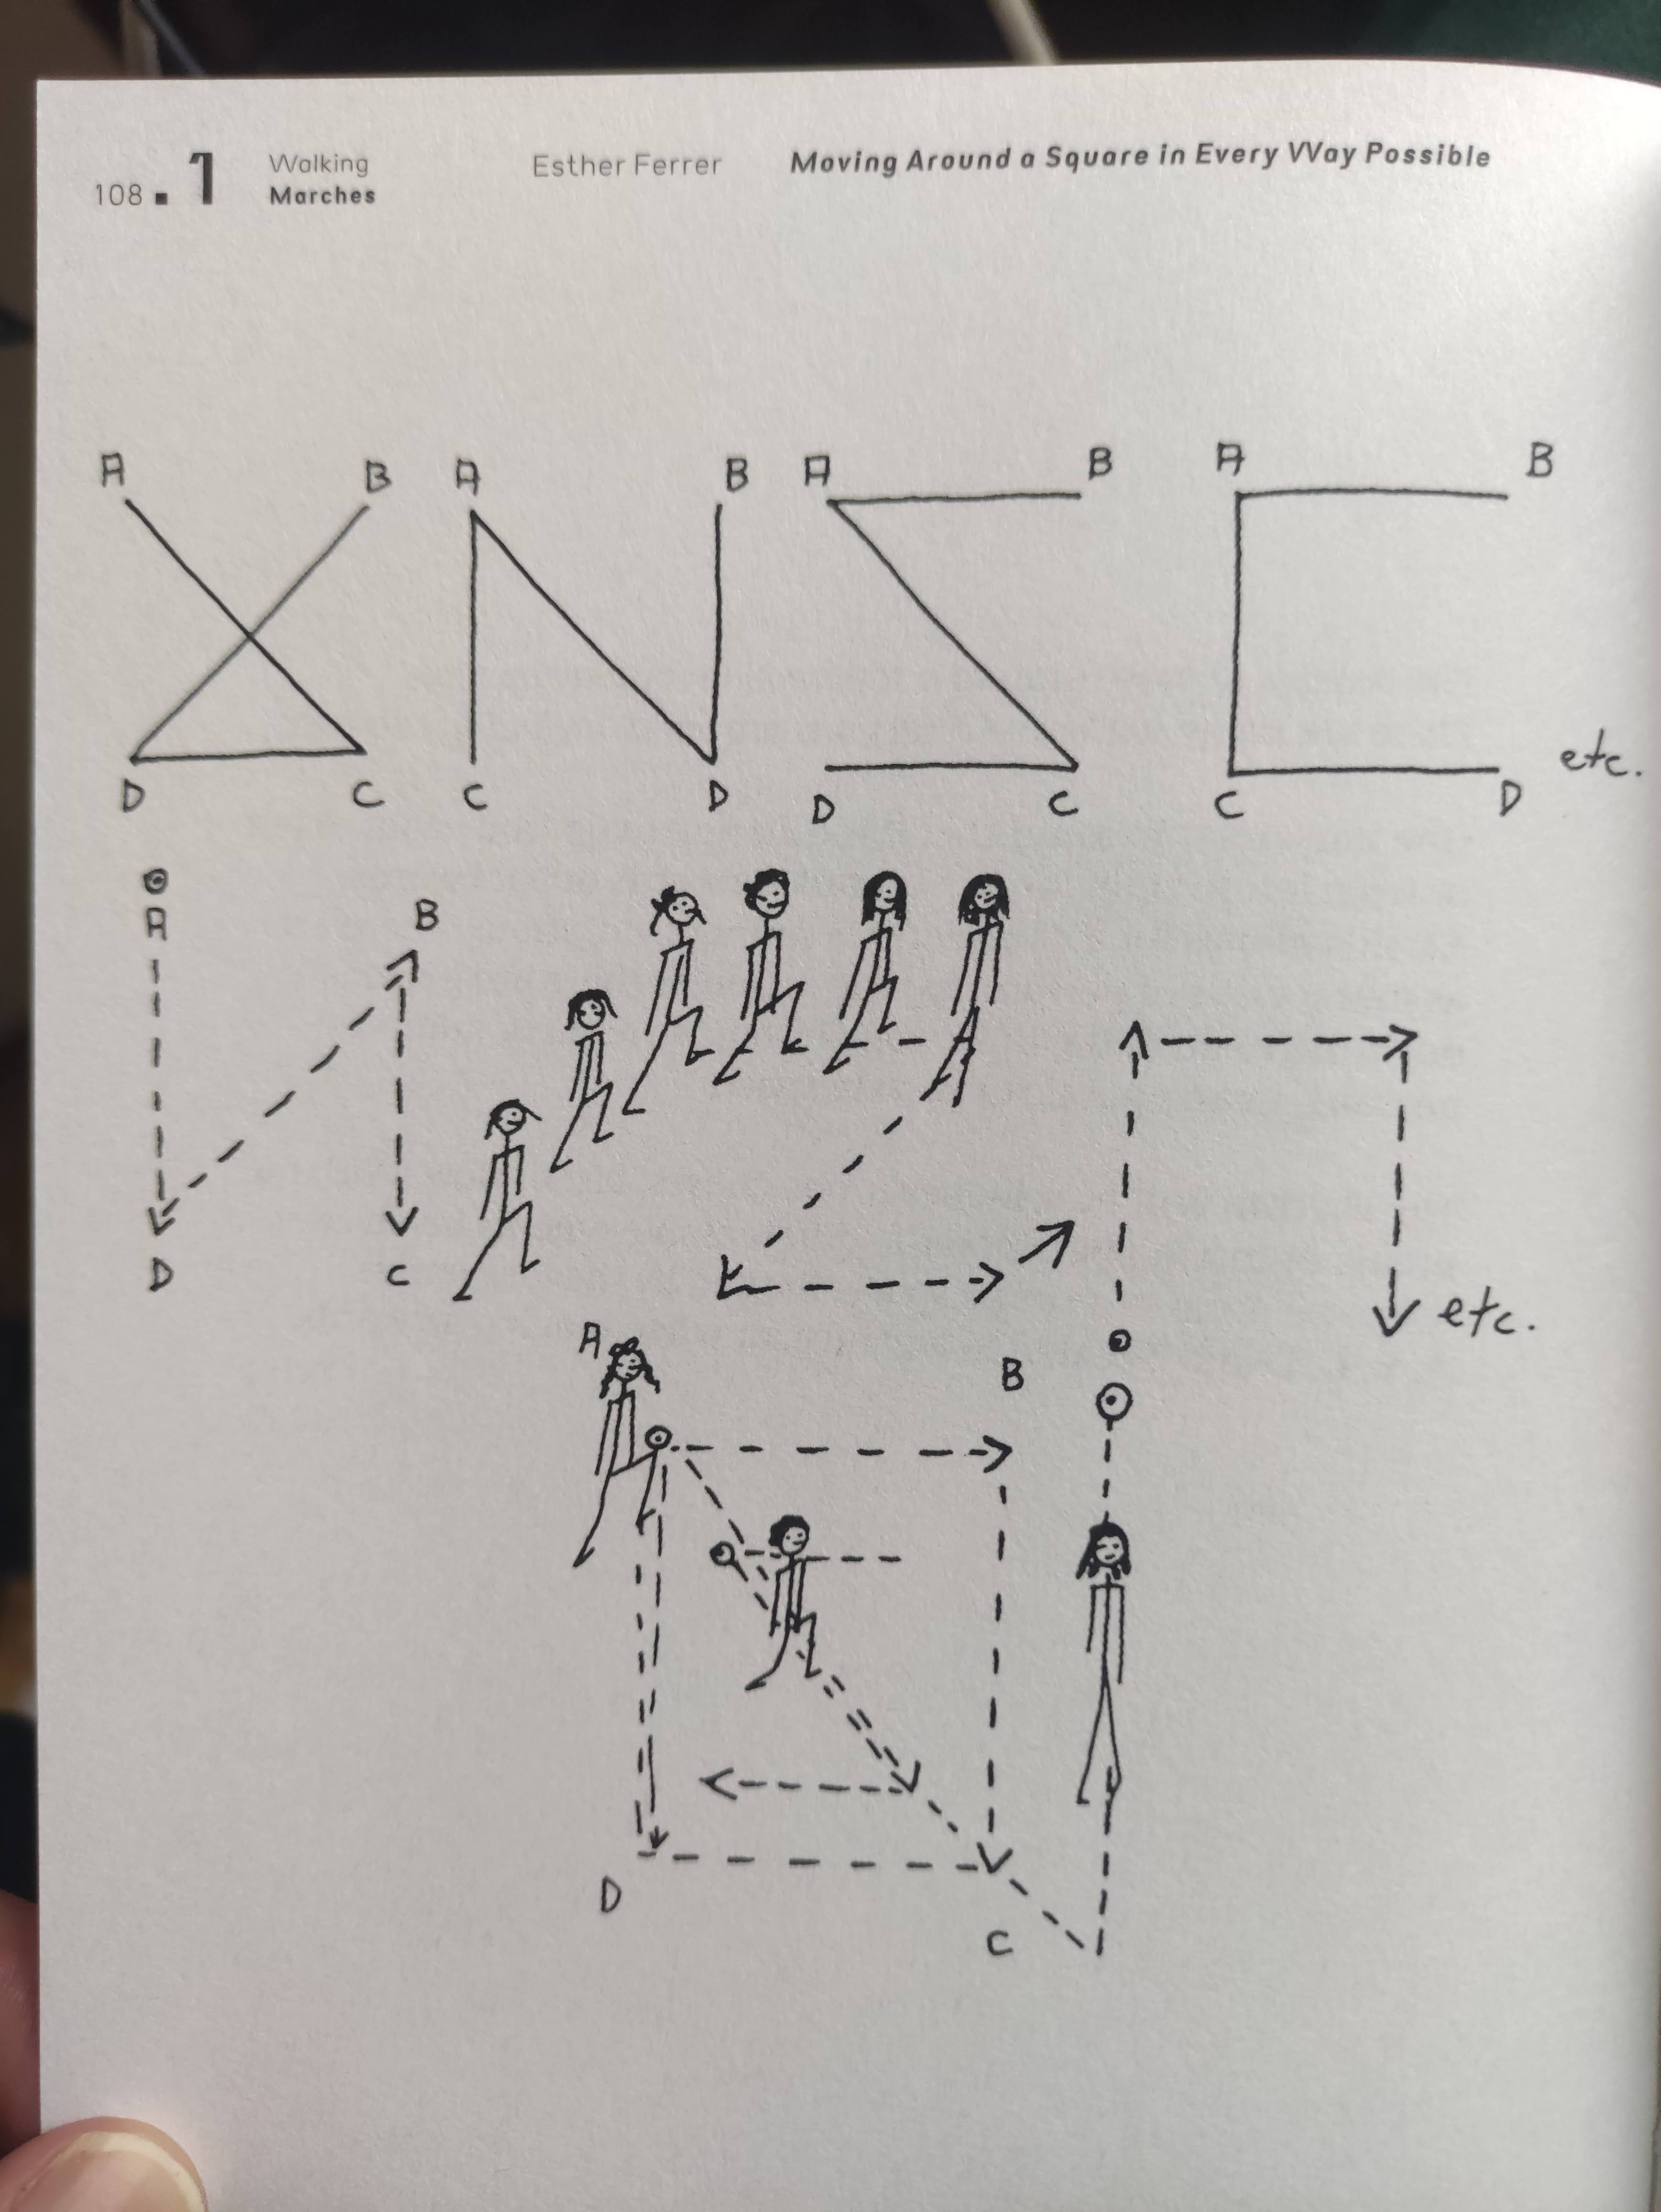 108 . 1 Walking Marches Esther Ferrer Moving Around a Square in Every Way Possible
A B A B A B A B
D C C D D C C D etc.
A B
D C etc.
A B
D C